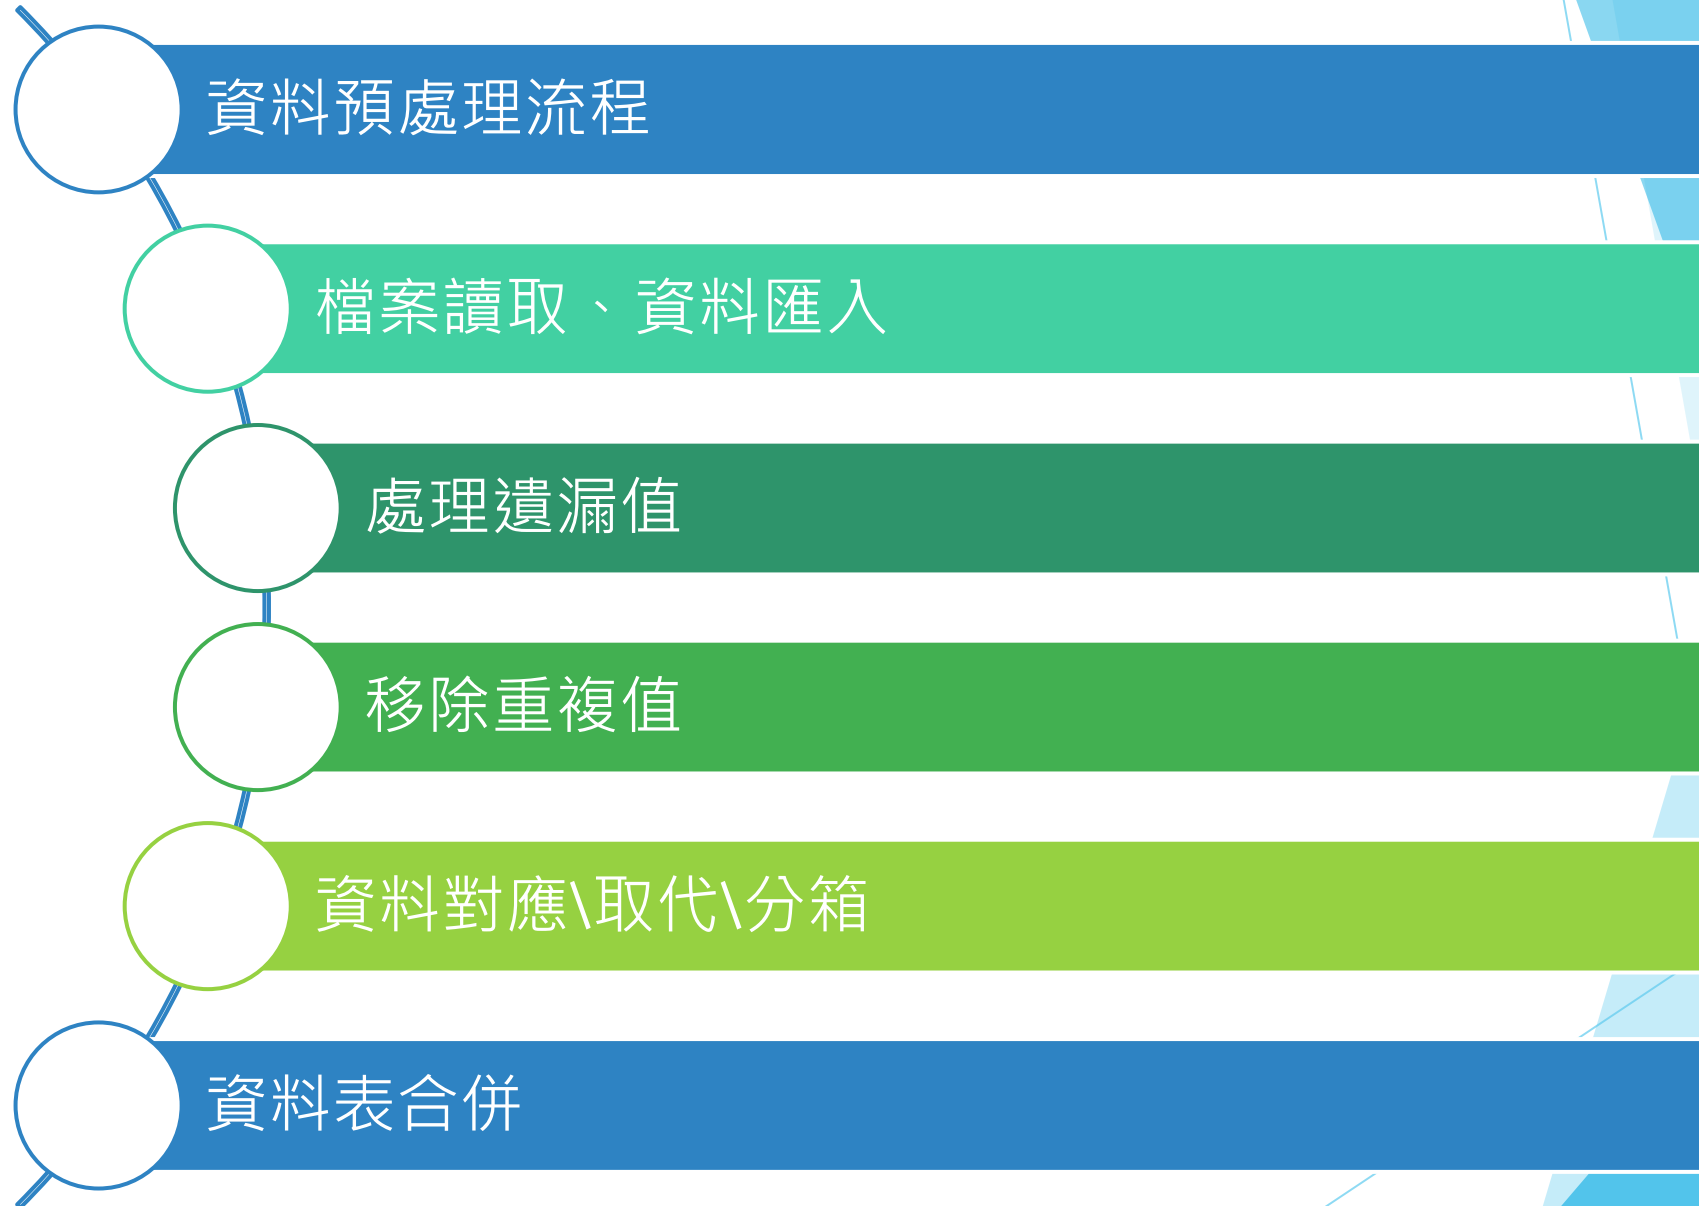 資料預處理流程
檔案讀取、資料匯入
處理遺漏值
移除重複值
資料對應\取代\分箱
資料表合併